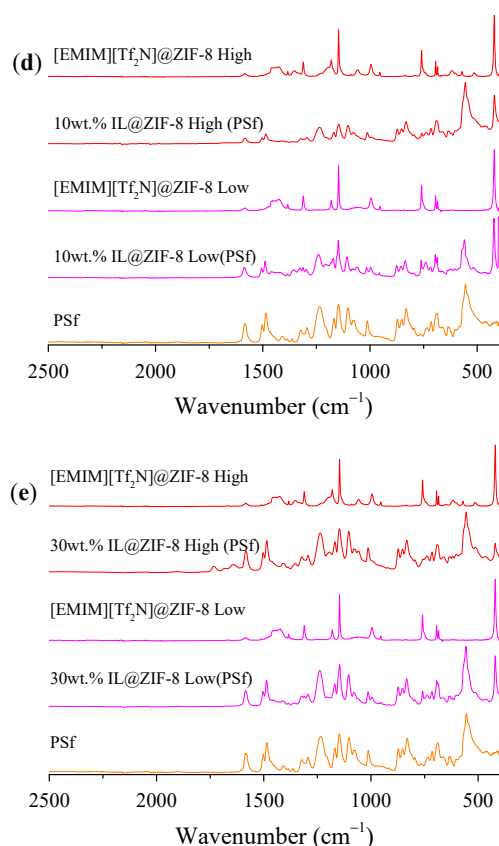 (d)
[EMIM][Tf₂N]@ZIF-8 High
10wt.% IL@ZIF-8 High (PSf)
[EMIM][Tf₂N]@ZIF-8 Low
10wt.% IL@ZIF-8 Low(PSf)
PSf
2500 2000 1500 1000 500
Wavenumber (cm⁻¹)
(e)
[EMIM][Tf₂N]@ZIF-8 High
30wt.% IL@ZIF-8 High (PSf)
[EMIM][Tf₂N]@ZIF-8 Low
30wt.% IL@ZIF-8 Low(PSf)
PSf
2500 2000 1500 1000 500
Wavenumber (cm⁻¹)